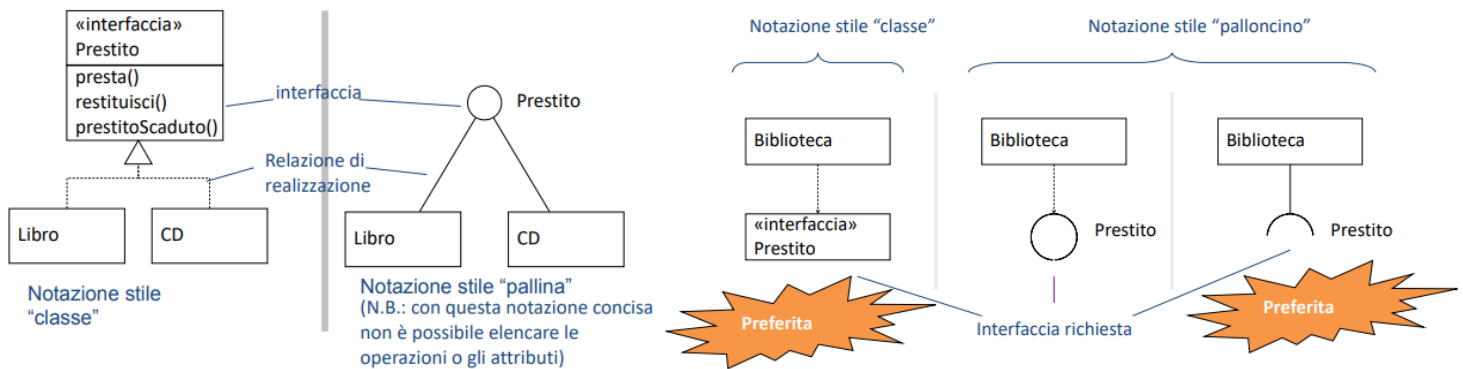 «interfaccia»
Prestito
presta()
restituisci()
prestitoScaduto()
interfaccia
Prestito
Relazione di
realizzazione
Libro
CD
Libro
CD
Notazione stile
“classe”
Notazione stile “pallina”
(N.B.: con questa notazione concisa
non è possibile elencare le
operazioni o gli attributi)
Notazione stile “classe”
Notazione stile “palloncino”
Biblioteca
Biblioteca
Biblioteca
«interfaccia»
Prestito
Prestito
Prestito
Preferita
Interfaccia richiesta
Preferita